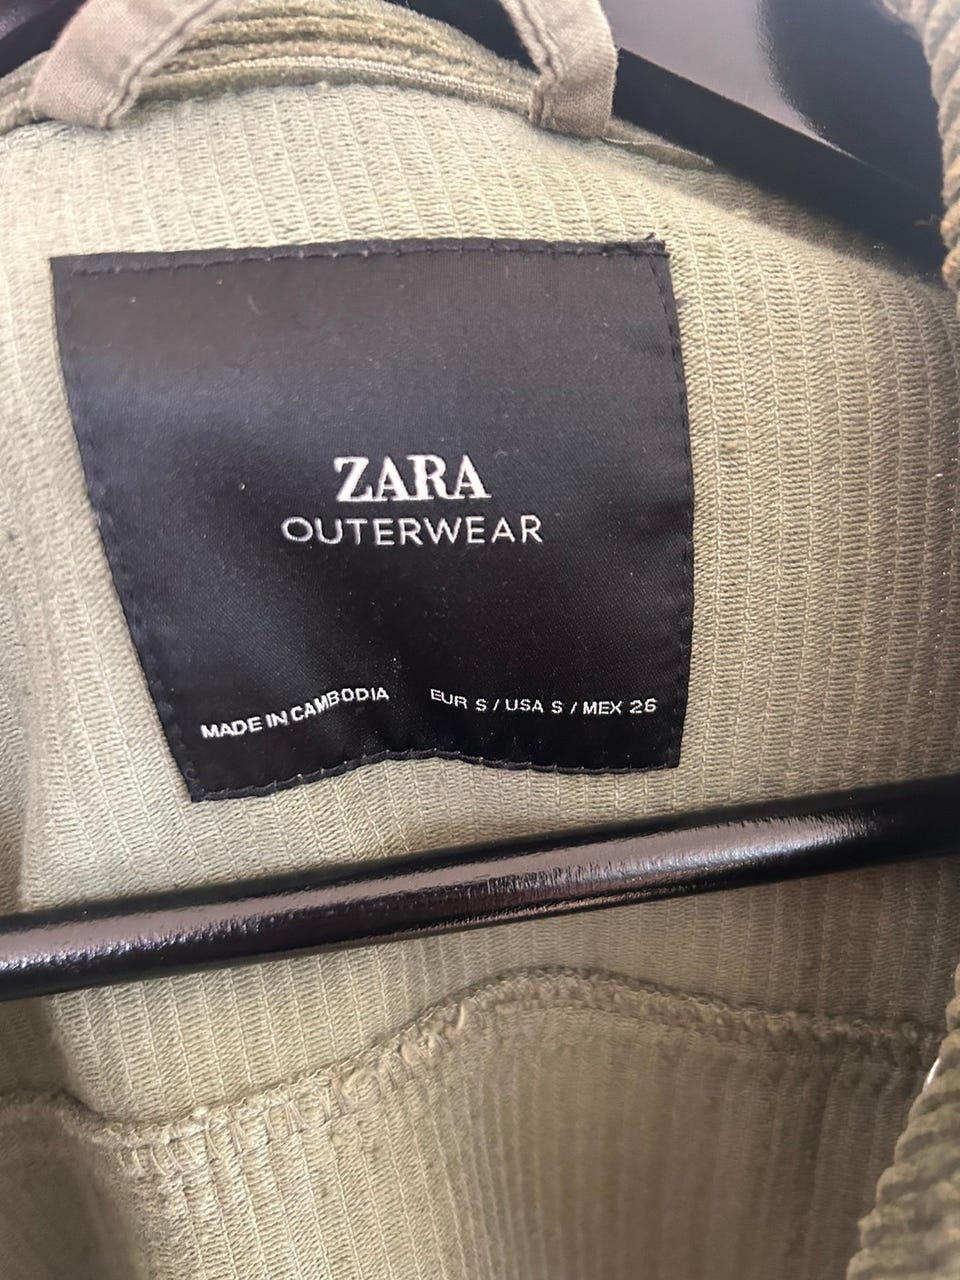 ZARA
OUTERWEAR
MADE IN CAMBODIA EUR S / USA S / MEX 26